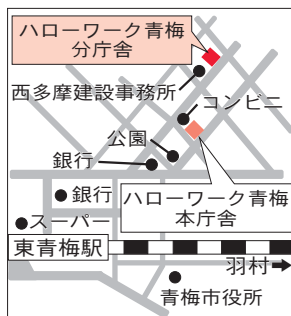 ハローワーク青梅
分庁舎
西多摩建設事務所
コンビニ
公園
銀行
銀行
ハローワーク青梅
本庁舎
スーパー
東青梅駅
羽村
青梅市役所